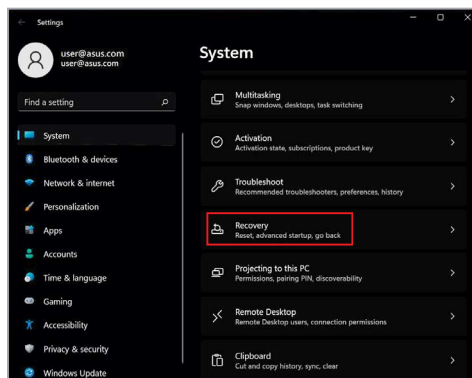 Settings
user@asus.com
user@asus.com
Find a setting
System
Bluetooth & devices
Network & internet
Personalization
Apps
Accounts
Time & language
Gaming
Accessibility
Privacy & security
Windows Update
System
Multitasking
Snap windows, desktops, task switching
Activation
Activation state, subscriptions, product key
Troubleshoot
Recommended troubleshooters, preferences, history
Recovery
Reset, advanced startup, go back
Projecting to this PC
Permissions, pairing PIN, discoverability
Remote Desktop
Remote Desktop users, connection permissions
Clipboard
Cut and copy history, sync, clear